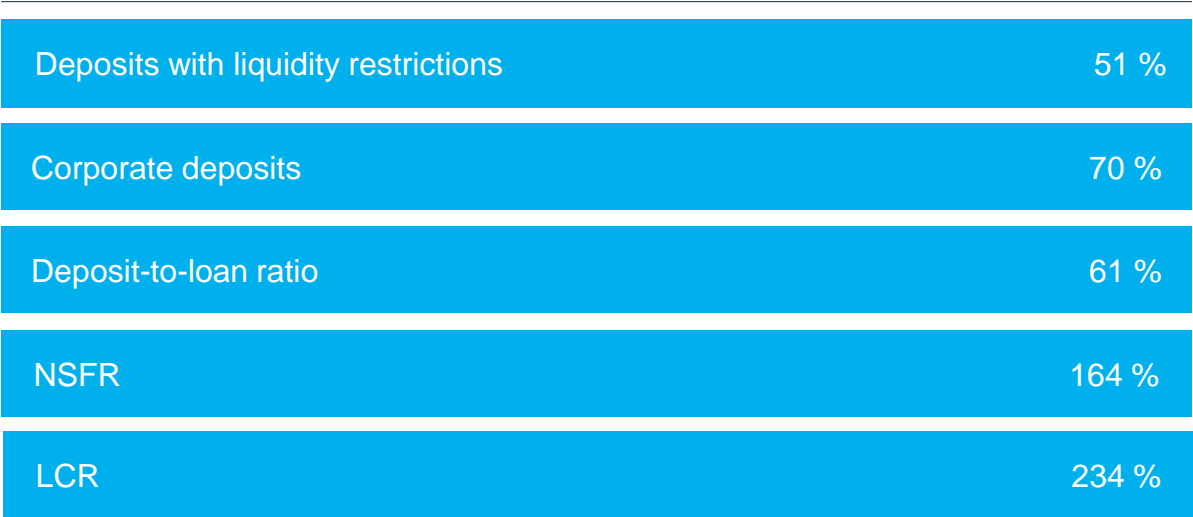 Deposits with liquidity restrictions 51 %
Corporate deposits 70 %
Deposit-to-loan ratio 61 %
NSFR 164 %
LCR 234 %